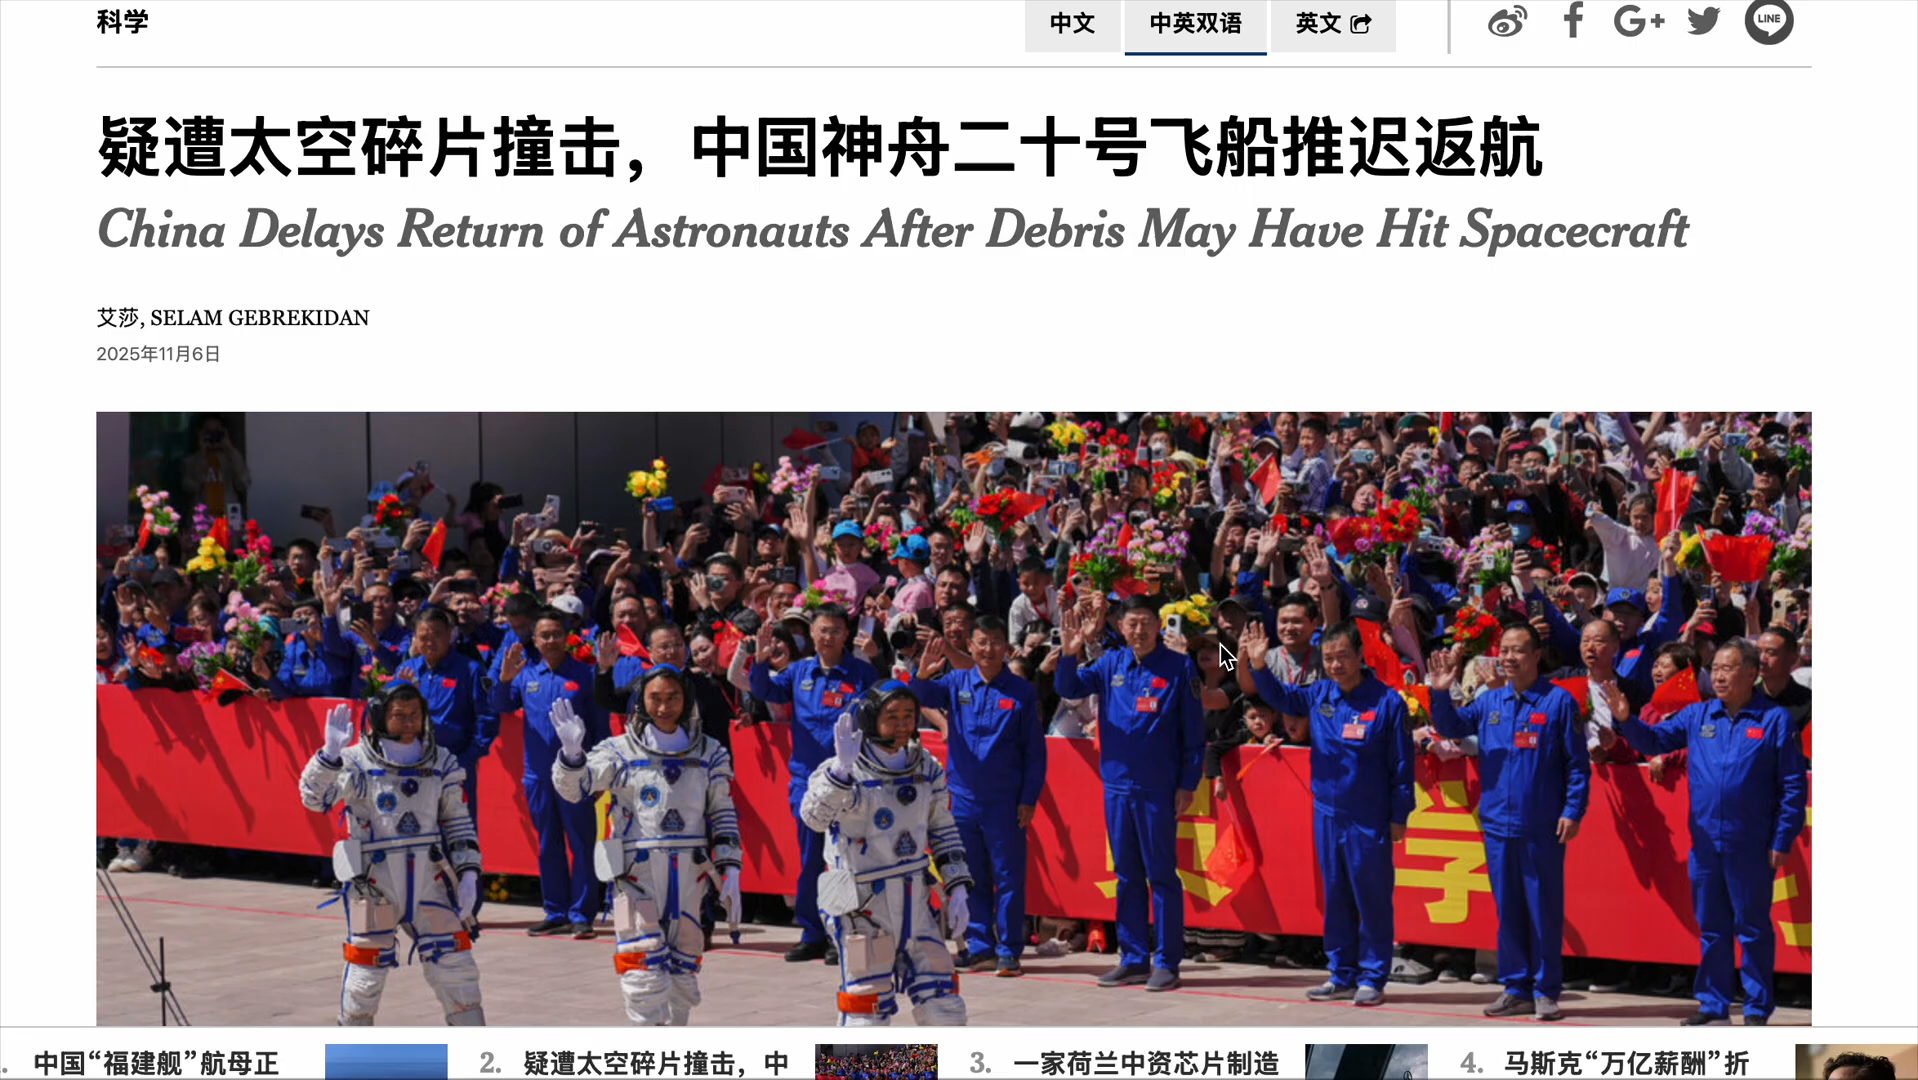 科学
中文
中英双语
英文
LINE
疑遭太空碎片撞击，中国神舟二十号飞船推迟返航
China Delays Return of Astronauts After Debris May Have Hit Spacecraft
艾莎, SELAM GEBREKIDAN
2025年11月6日
学
中国“福建舰”航母正
2. 疑遭太空碎片撞击，中
3. 一家荷兰中资芯片制造
4. 马斯克“万亿薪酬”折